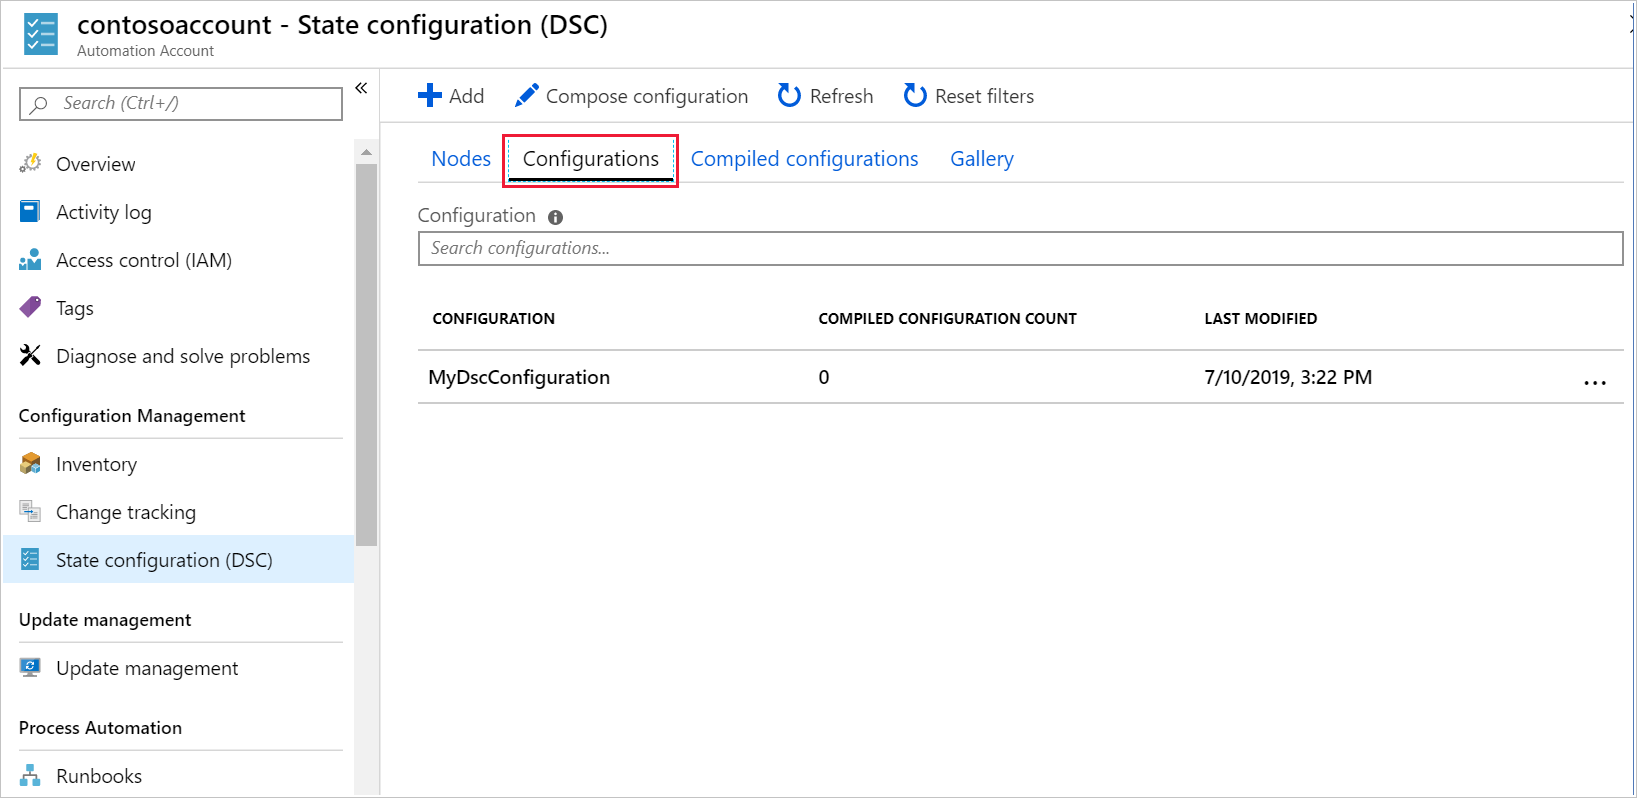 contosoaccount - State configuration (DSC)
Automation Account
Search (Ctrl+/)
«
Overview
Activity log
Access control (IAM)
Tags
Diagnose and solve problems
Configuration Management
Inventory
Change tracking
State configuration (DSC)
Update management
Update management
Process Automation
Runbooks
Add Compose configuration Refresh Reset filters
Nodes Configurations Compiled configurations Gallery
Configuration
Search configurations...
CONFIGURATION COMPILED CONFIGURATION COUNT LAST MODIFIED
MyDscConfiguration 0 7/10/2019, 3:22 PM ...